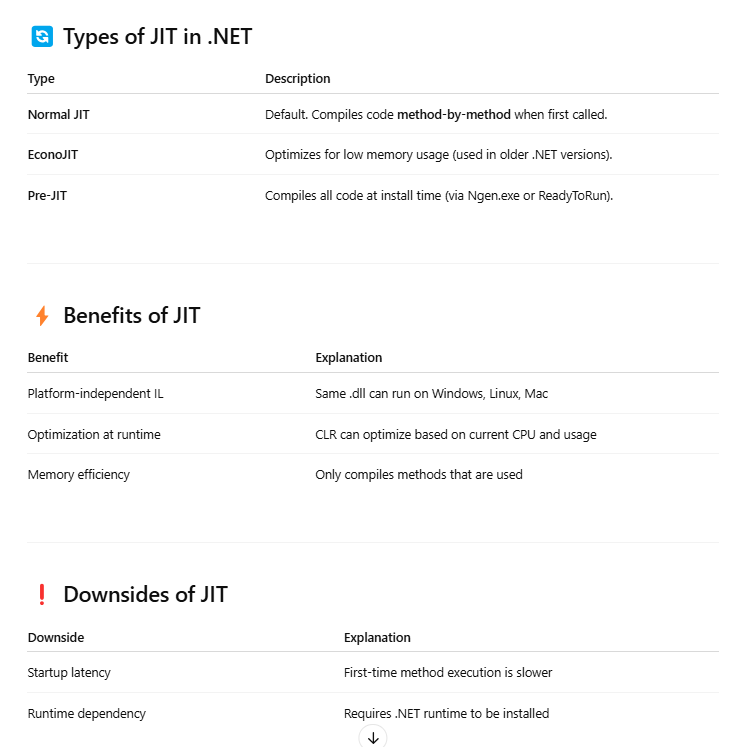 Types of JIT in .NET
Type Description
Normal JIT Default. Compiles code method-by-method when first called.
EconoJIT Optimizes for low memory usage (used in older .NET versions).
Pre-JIT Compiles all code at install time (via Ngen.exe or ReadyToRun).
Benefits of JIT
Benefit Explanation
Platform-independent IL Same .dll can run on Windows, Linux, Mac
Optimization at runtime CLR can optimize based on current CPU and usage
Memory efficiency Only compiles methods that are used
Downsides of JIT
Downside Explanation
Startup latency First-time method execution is slower
Runtime dependency Requires .NET runtime to be installed